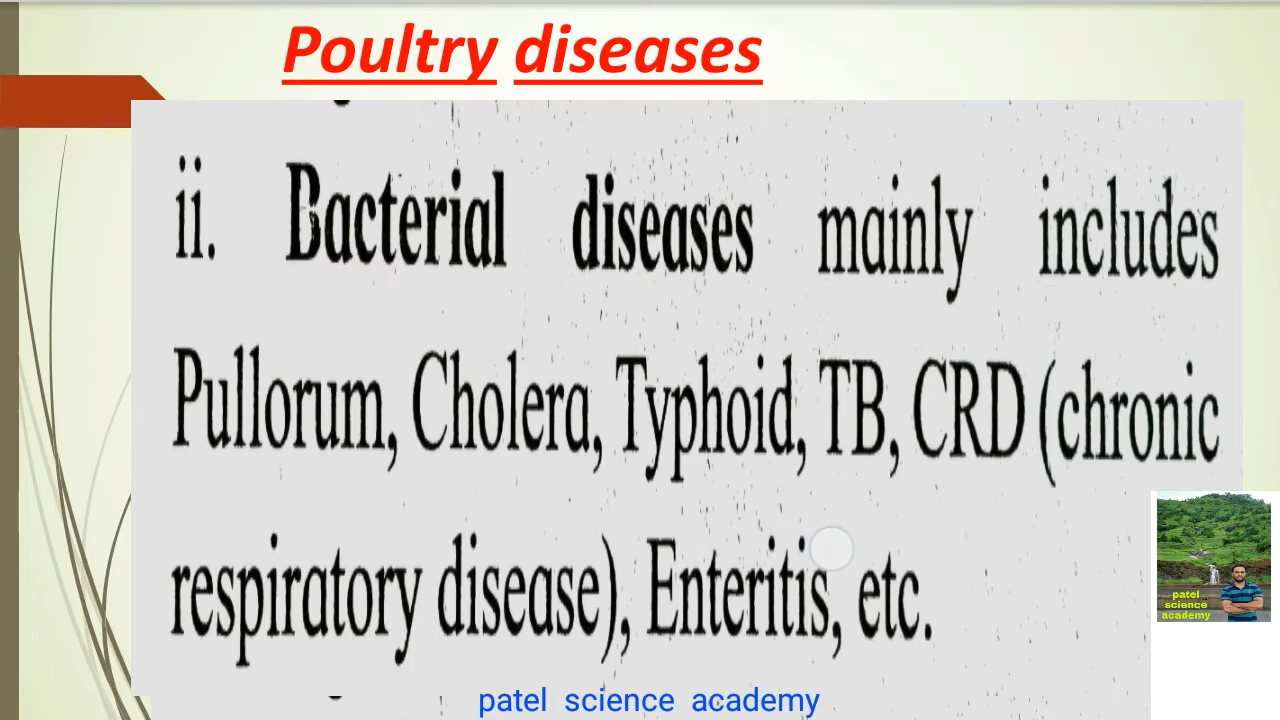 Poultry diseases
ii. Bacterial diseases mainly includes
Pullorum, Cholera, Typhoid, TB, CRD (chronic
respiratory disease), Enteritis, etc.
patel
science
academy
patel science academy